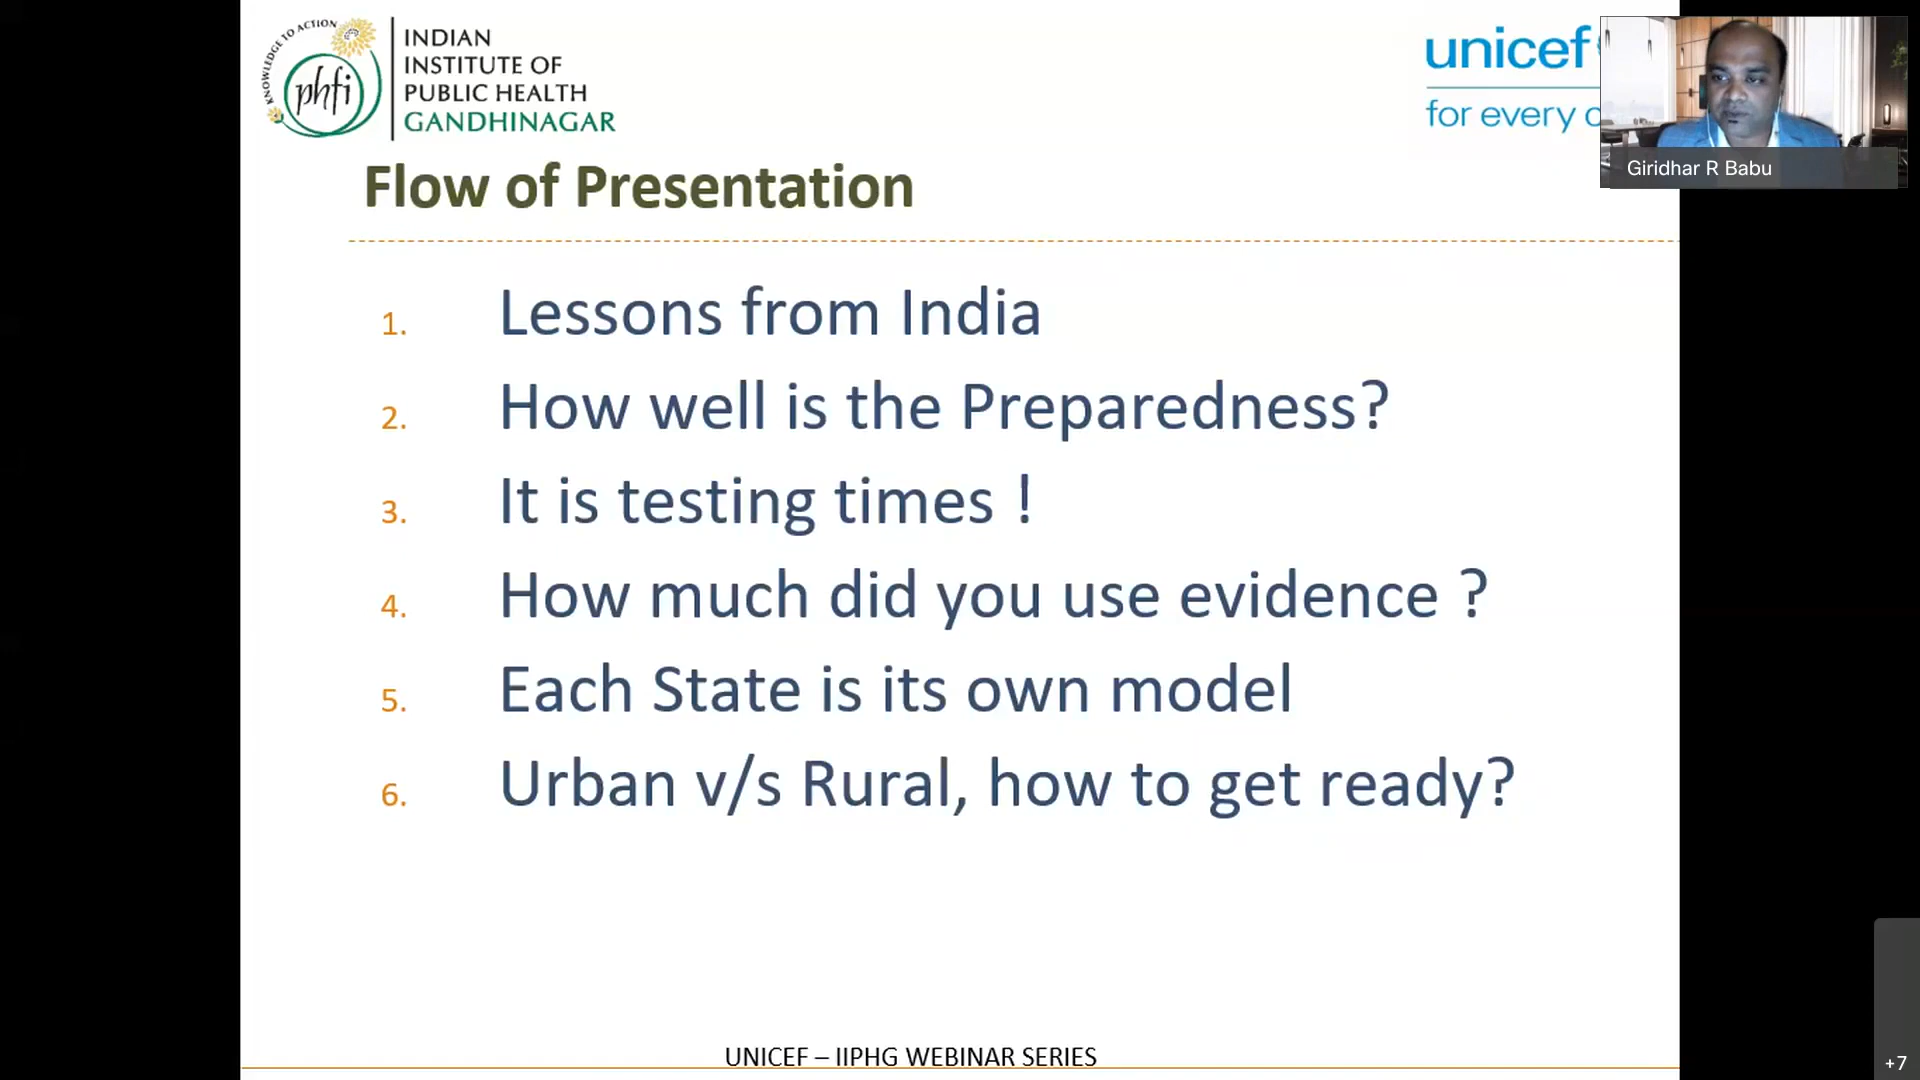 KNOWLEDGE TO ACTION
phfi
INDIAN
INSTITUTE OF
PUBLIC HEALTH
GANDHINAGAR
unicef
for every c
Giridhar R Babu
Flow of Presentation
1. Lessons from India
2. How well is the Preparedness?
3. It is testing times !
4. How much did you use evidence ?
5. Each State is its own model
6. Urban v/s Rural, how to get ready?
UNICEF – IIPHG WEBINAR SERIES
+7